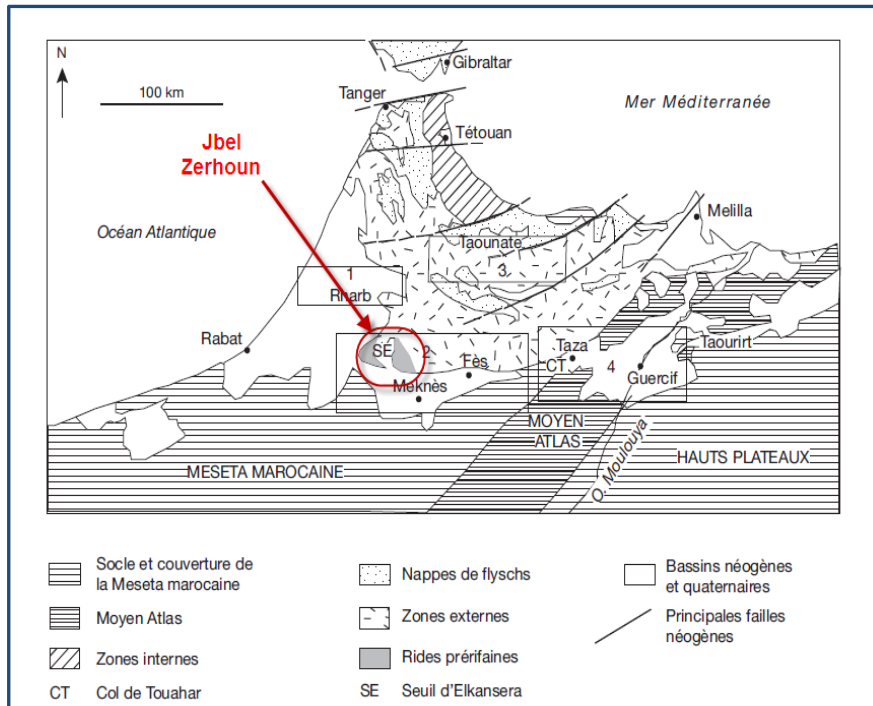 N
100 km
Gibraltar
Tanger
Mer Méditerranée
Jbel
Zerhoun
Tétouan
Melilla
Océan Atlantique
Taounate
3
1
Rharb
Rabat
SE
2
Fès
Taza
CT
4
Taourirt
Guercif
Meknès
MOYEN
ATLAS
O. Moulouya
HAUTS PLATEAUX
MESETA MAROCAINE
Socle et couverture de
la Meseta marocaine
Nappes de flyschs
Bassins néogènes
et quaternaires
Moyen Atlas
Zones externes
Principales failles
néogènes
Zones internes
Rides prérifaines
CT Col de Touahar
SE Seuil d'Elkansera